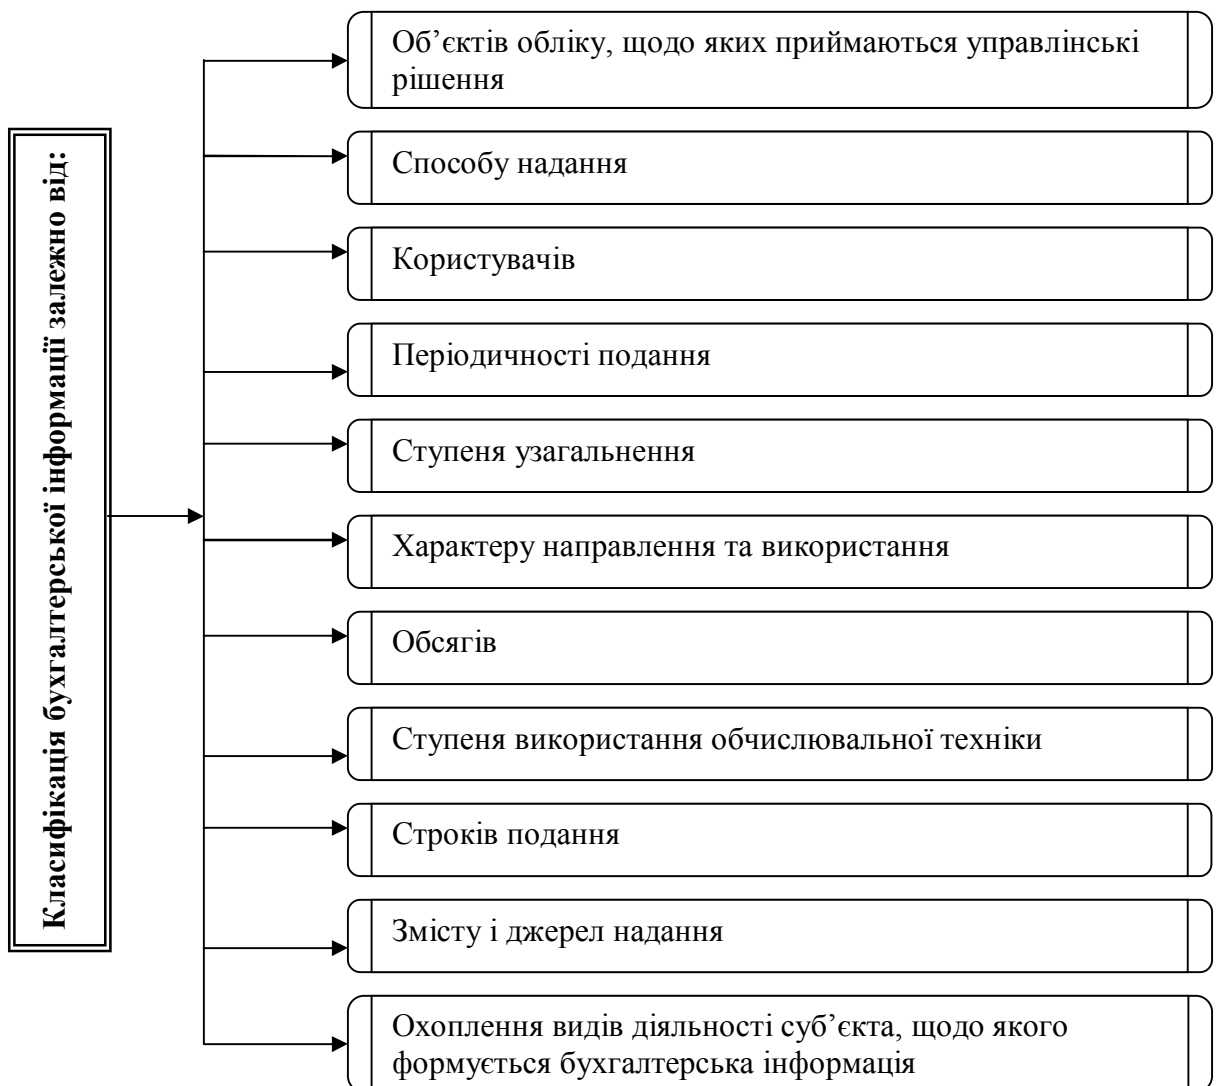 Класифікація бухгалтерської інформації залежно від:
Об’єктів обліку, щодо яких приймаються управлінські
рішення
Способу надання
Користувачів
Періодичності подання
Ступеня узагальнення
Характеру направлення та використання
Обсягів
Ступеня використання обчислювальної техніки
Строків подання
Змісту і джерел надання
Охоплення видів діяльності суб’єкта, щодо якого
формується бухгалтерська інформація